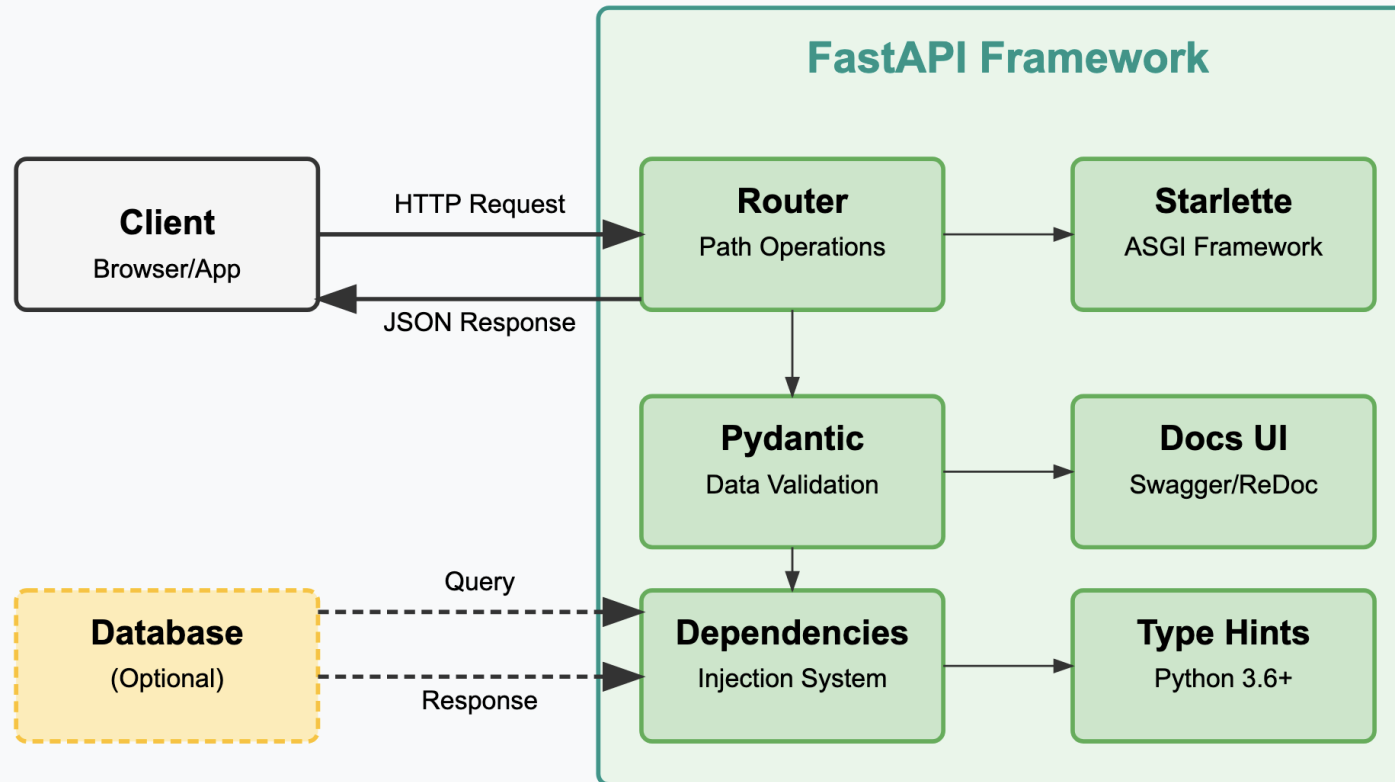 FastAPI Framework
Client
Browser/App
HTTP Request
JSON Response
Router
Path Operations
Starlette
ASGI Framework
Pydantic
Data Validation
Docs UI
Swagger/ReDoc
Database
(Optional)
Query
Response
Dependencies
Injection System
Type Hints
Python 3.6+